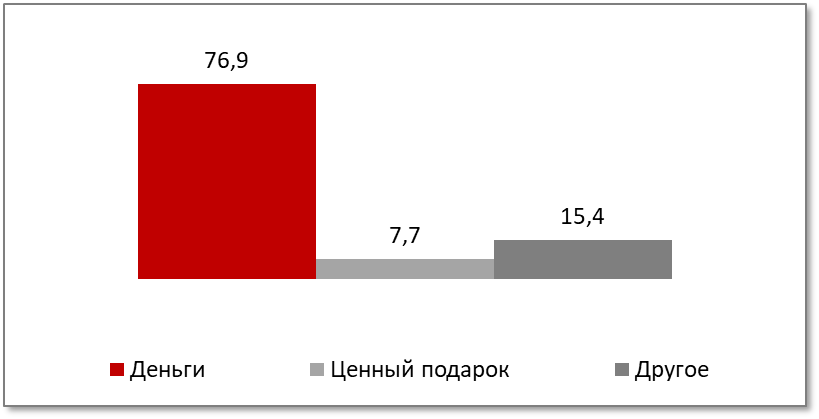 76,9
7,7
15,4
Деньги
Ценный подарок
Другое